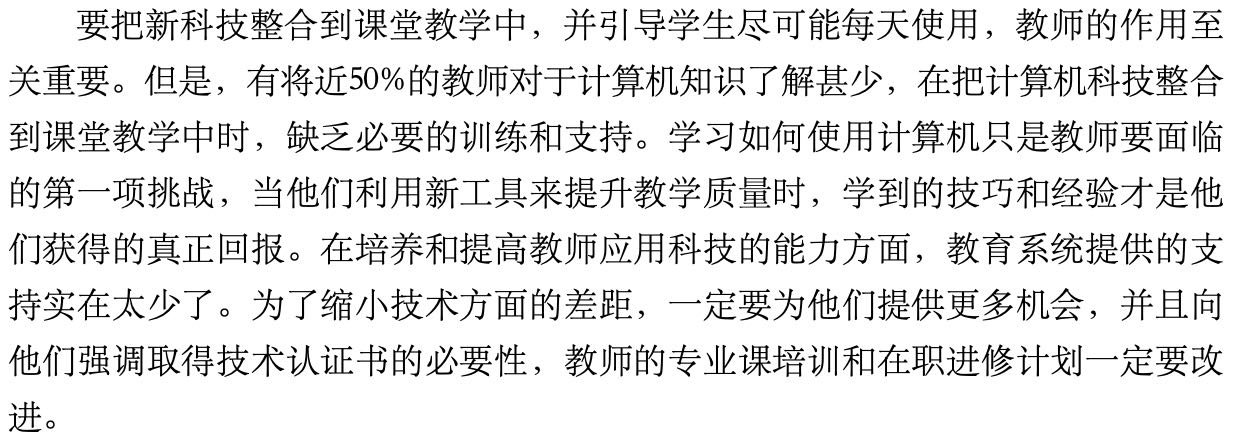 要把新科技整合到课堂教学中，并引导学生尽可能每天使用，教师的作用至
关重要。但是，有将近50%的教师对于计算机知识了解甚少，在把计算机科技整合
到课堂教学中时，缺乏必要的训练和支持。学习如何使用计算机只是教师要面临
的第一项挑战，当他们利用新工具来提升教学质量时，学到的技巧和经验才是他
们获得的真正回报。在培养和提高教师应用科技的能力方面，教育系统提供的支
持实在太少了。为了缩小技术方面的差距，一定要为他们提供更多机会，并且向
他们强调取得技术认证书的必要性，教师的专业课培训和在职进修计划一定要改
进。